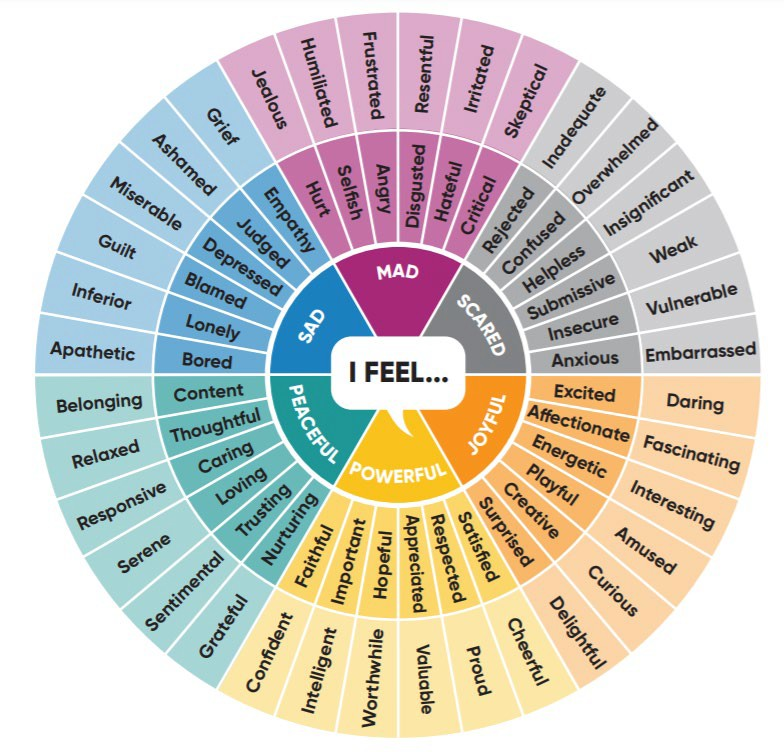 I FEEL...
MAD
SCARED
JOYFUL
POWERFUL
PEACEFUL
SAD
Hurt
Selfish
Angry
Disgusted
Hateful
Critical
Rejected
Confused
Helpless
Submissive
Insecure
Anxious
Excited
Affectionate
Energetic
Playful
Creative
Surprised
Satisfied
Respected
Appreciated
Hopeful
Important
Faithful
Nurturing
Trusting
Loving
Caring
Thoughtful
Content
Bored
Lonely
Blamed
Depressed
Judged
Empathy
Jealous
Humiliated
Frustrated
Resentful
Irritated
Skeptical
Inadequate
Overwhelmed
Insignificant
Weak
Vulnerable
Embarrassed
Daring
Fascinating
Interesting
Amused
Curious
Delightful
Cheerful
Proud
Valuable
Worthwhile
Intelligent
Confident
Grateful
Sentimental
Serene
Responsive
Relaxed
Belonging
Apathetic
Inferior
Guilt
Miserable
Ashamed
Grief